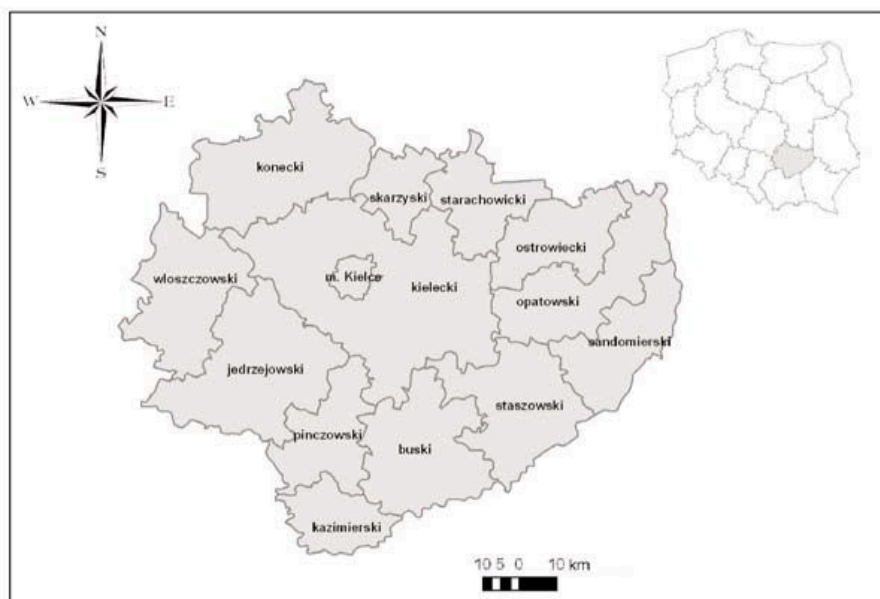 N
W E
S
konecki
skarzyski
starachowicki
ostrowiecki
wloszczowski
m. Kielce
kielecki
opatowski
sandomierski
jedrzejowski
staszowski
pinczowski
buski
kazimierski
10 5 0 10 km